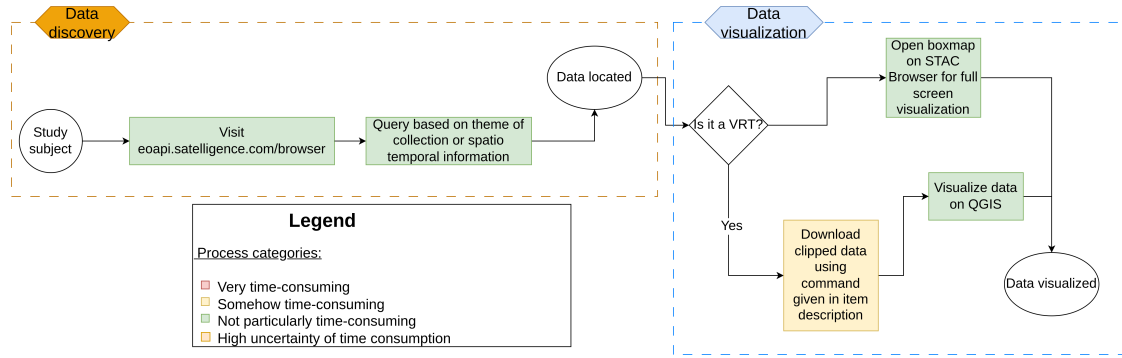 Data
discovery
Data
visualization
Study
subject
Visit
eoapi.satelligence.com/browser
Query based on theme of
collection or spatio
temporal information
Data located
Is it a VRT?
Open boxmap
on STAC
Browser for full
screen
visualization
Yes
Download
clipped data
using
command
given in item
description
Visualize data
on QGIS
Data visualized
Legend
Process categories:
Very time-consuming
Somehow time-consuming
Not particularly time-consuming
High uncertainty of time consumption